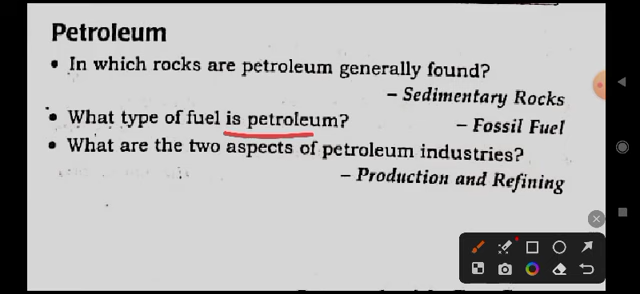 Petroleum
• In which rocks are petroleum generally found?
– Sedimentary Rocks
• What type of fuel is petroleum?
– Fossil Fuel
• What are the two aspects of petroleum industries?
– Production and Refining